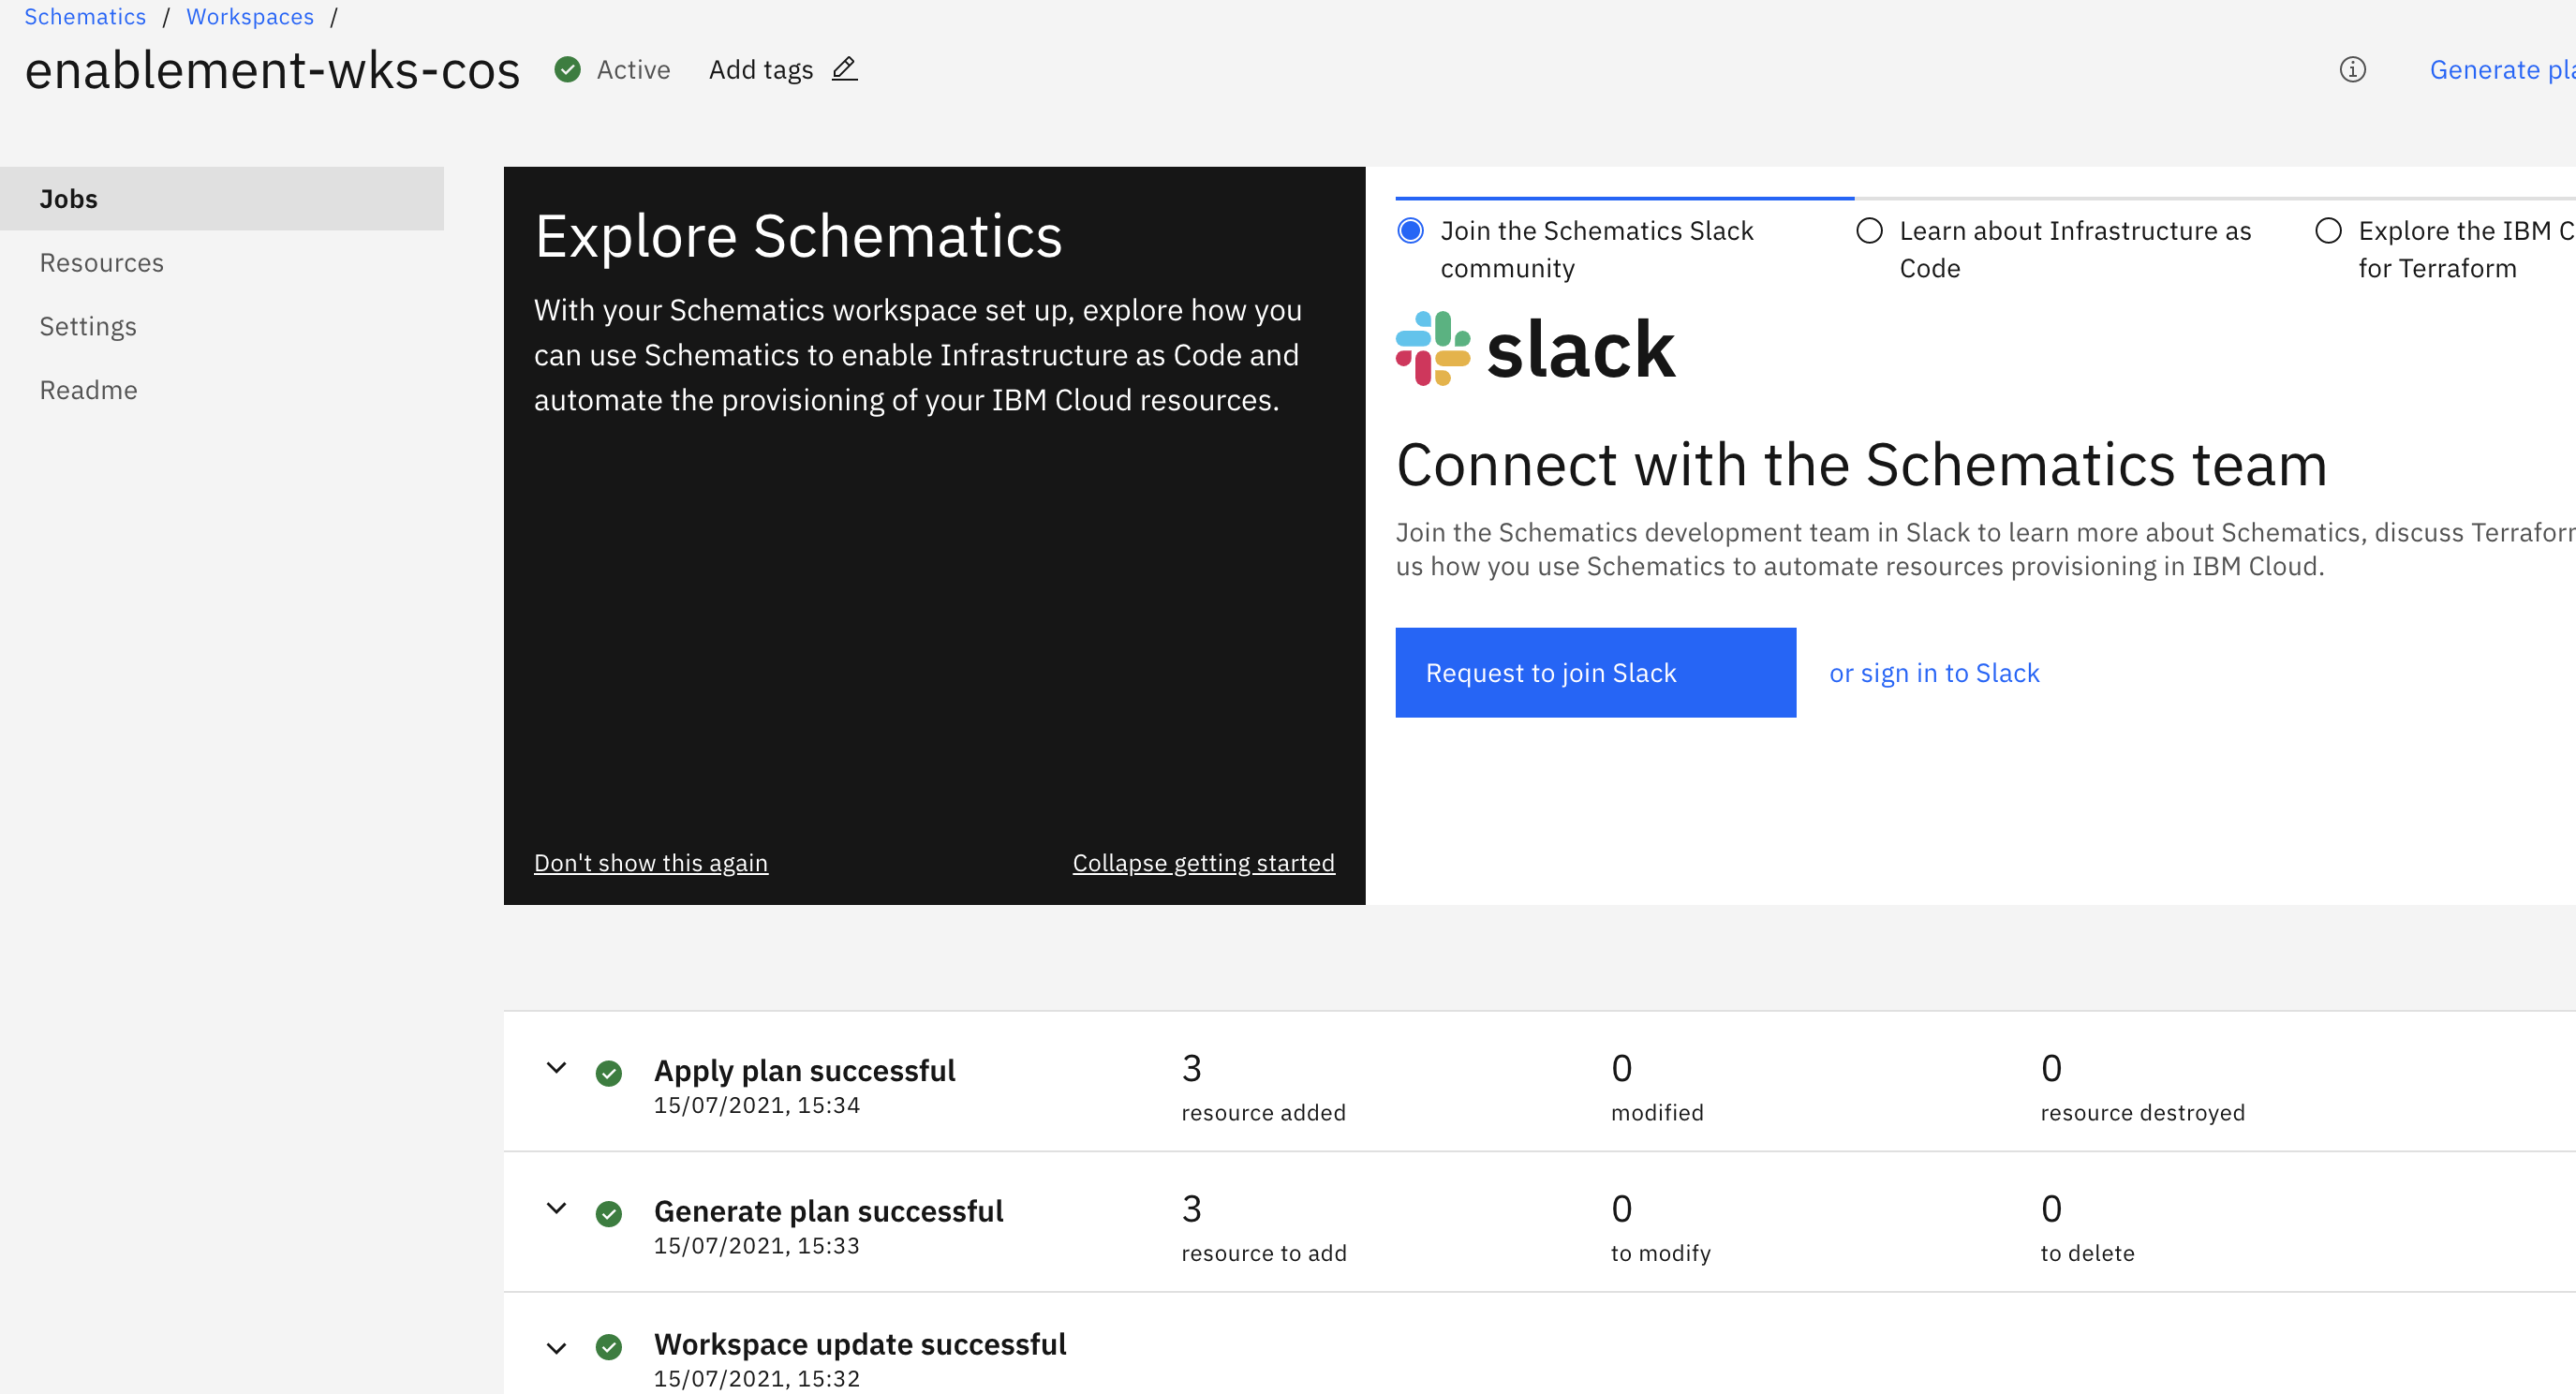 Schematics / Workspaces /
enablement-wks-cos
Active
Add tags
Generate
Jobs
Resources
Settings
Readme
Explore Schematics
With your Schematics workspace set up, explore how you
can use Schematics to enable Infrastructure as Code and
automate the provisioning of your IBM Cloud resources.
Don't show this again
Collapse getting started
Join the Schematics Slack
community
Learn about Infrastructure as
Code
Explore the IBM
for Terraform
slack
Connect with the Schematics team
Join the Schematics development team in Slack to learn more about Schematics, discuss
us how you use Schematics to automate resources provisioning in IBM Cloud.
Request to join Slack
or sign in to Slack
Apply plan successful
15/07/2021, 15:34
3
resource added
0
modified
0
resource destroyed
Generate plan successful
15/07/2021, 15:33
3
resource to add
0
to modify
0
to delete
Workspace update successful
15/07/2021, 15:32